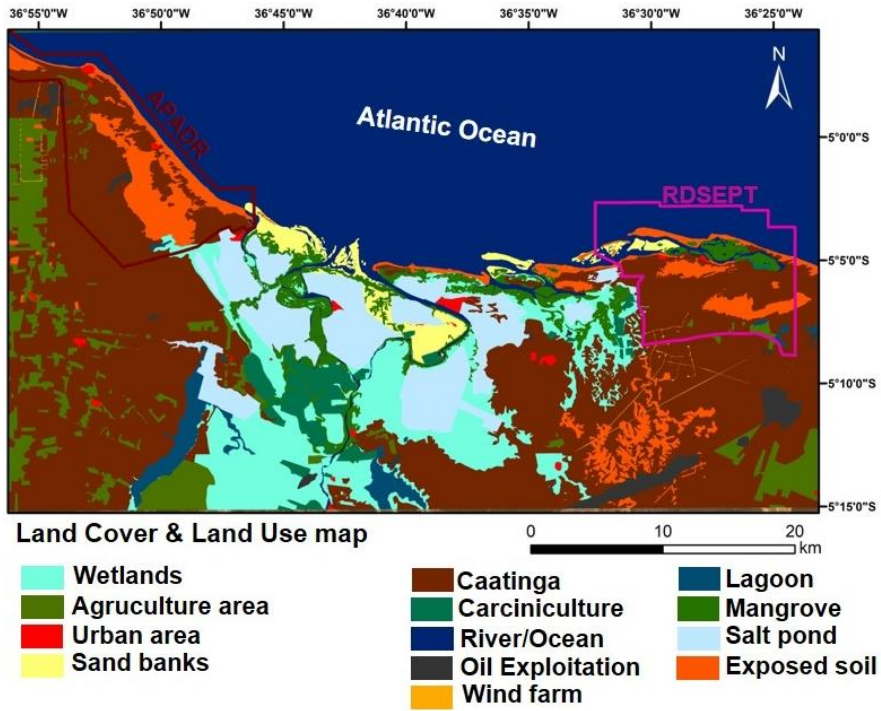 36°55'0"W 36°50'0"W 36°45'0"W 36°40'0"W 36°35'0"W 36°30'0"W 36°25'0"W
N
APADR
Atlantic Ocean
5°0'0"S
RDSEPT
5°5'0"S
5°10'0"S
5°15'0"S
Land Cover & Land Use map
0 10 20
km
Wetlands
Agruculture area
Urban area
Sand banks
Caatinga
Carciniculture
River/Ocean
Oil Exploitation
Wind farm
Lagoon
Mangrove
Salt pond
Exposed soil